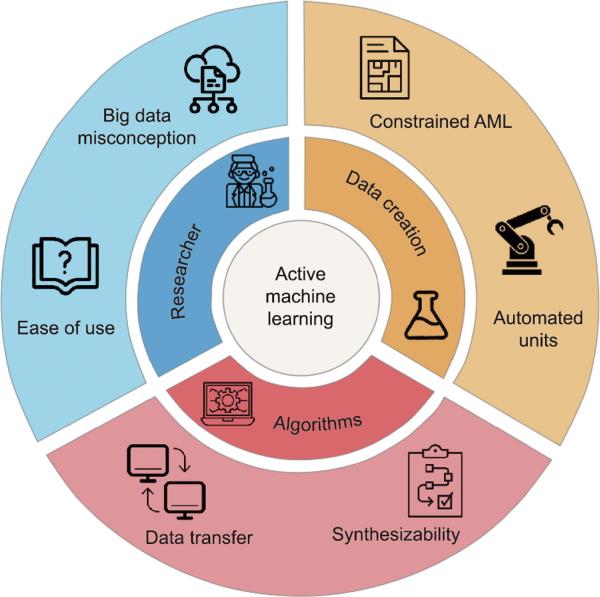 Big data
misconception
Constrained AML
Researcher
Data creation
Active
machine
learning
?
Ease of use
Automated
units
Algorithms
Data transfer
Synthesizability